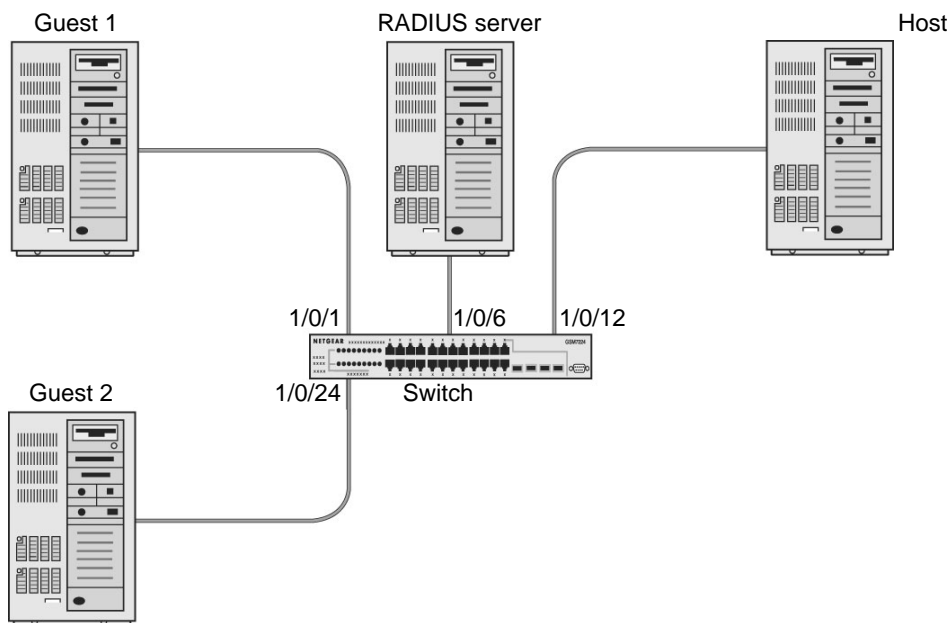 Guest 1
RADIUS server
Host
1/0/1
1/0/6
1/0/12
NETGEAR
GSM7224
1/0/24
Switch
Guest 2